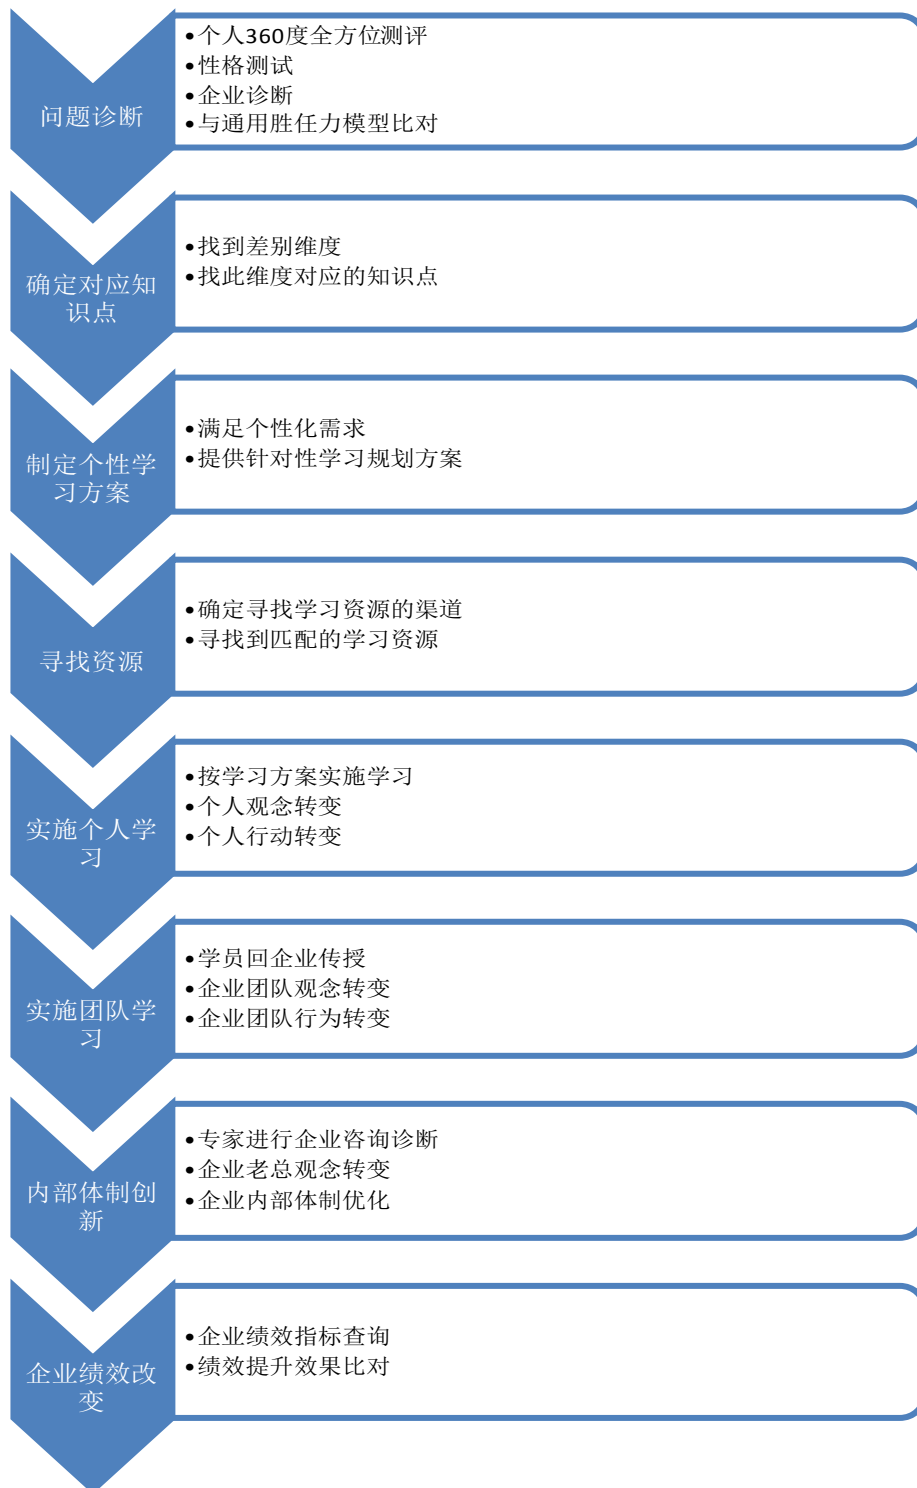 问题诊断
•个人360度全方位测评
•性格测试
•企业诊断
•与通用胜任力模型比对
确定对应知
识点
•找到差别维度
•找此维度对应的知识点
制定个性学
习方案
•满足个性化需求
•提供针对性学习规划方案
寻找资源
•确定寻找学习资源的渠道
•寻找到匹配的学习资源
实施个人学
习
•按学习方案实施学习
•个人观念转变
•个人行动转变
实施团队学
习
•学员回企业传授
•企业团队观念转变
•企业团队行为转变
内部体制创
新
•专家进行企业咨询诊断
•企业老总观念转变
•企业内部体制优化
企业绩效改
变
•企业绩效指标查询
•绩效提升效果比对